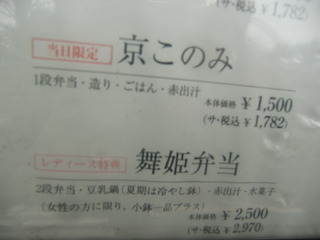 (サ・税込 ¥1,782)
当日限定 京このみ
1段弁当・造り・ごはん・赤出汁
本体価格 ¥1,500
(サ・税込 ¥1,782)
レディース特典 舞姫弁当
2段弁当・豆乳鍋(夏期は冷やし鉢)・赤出汁・水菓子
本体価格 ¥2,500
(女性の方に限り、小鉢一品プラス)
(サ・税込 ¥2,970)